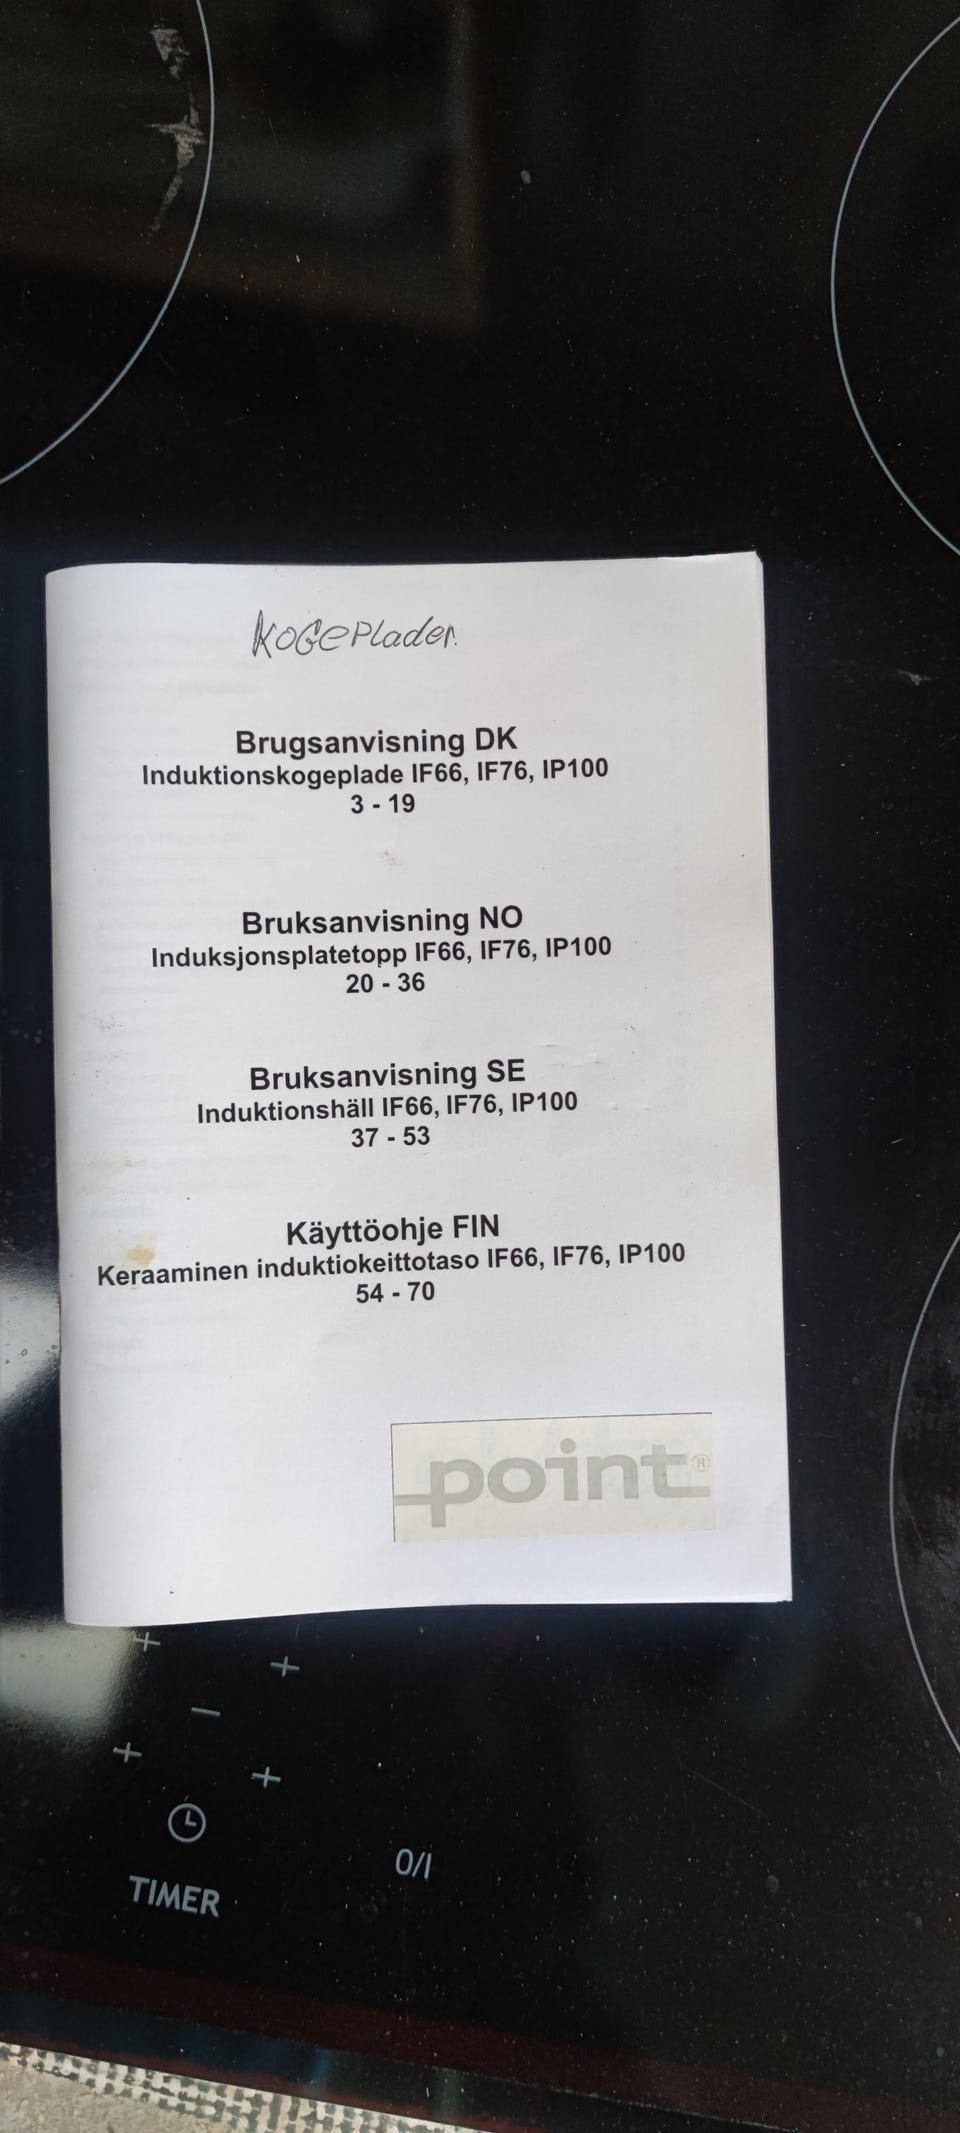 Kogeplader.
Brugsanvisning DK
Induktionskogeplade IF66, IF76, IP100
3 - 19
Bruksanvisning NO
Induksjonsplatetopp IF66, IF76, IP100
20 - 36
Bruksanvisning SE
Induktionshäll IF66, IF76, IP100
37 - 53
Käyttöohje FIN
Keraaminen induktiokeittotaso IF66, IF76, IP100
54 - 70
point®
+
+
−
+
+
0/I
TIMER